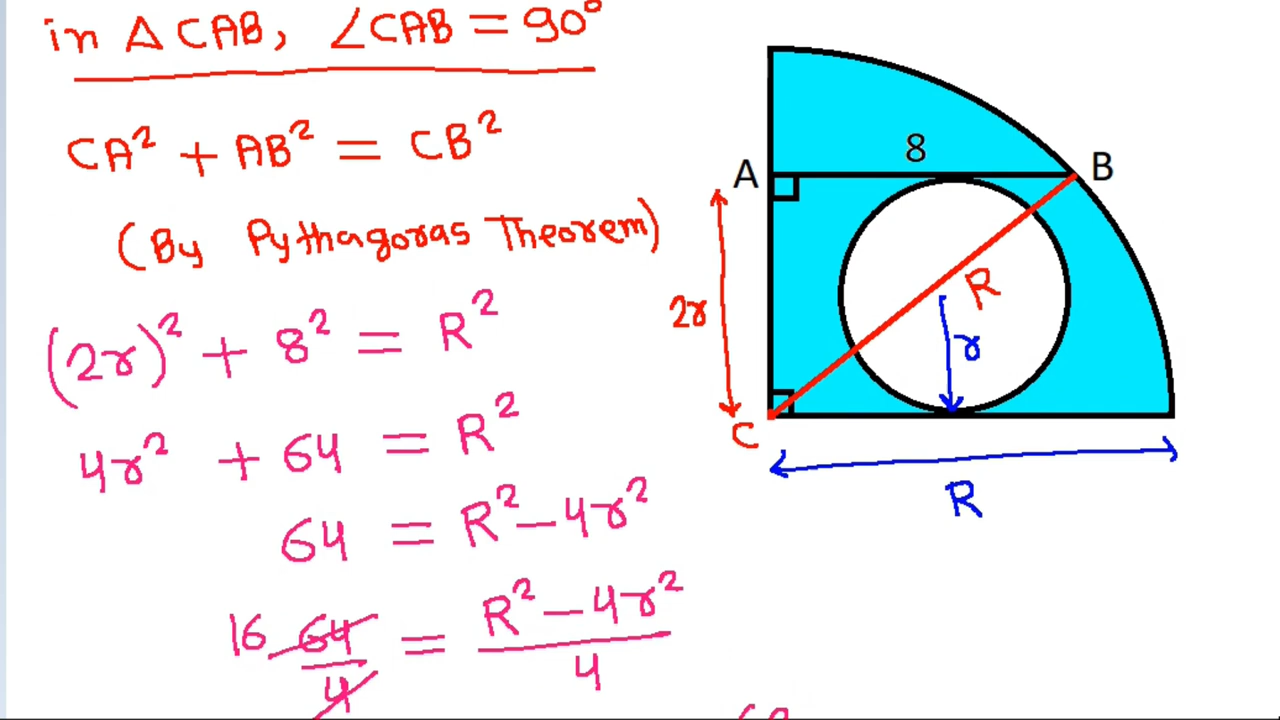 in △ CAB, ∠CAB = 90°
CA² + AB² = CB²
(By Pythagoras Theorem)
(2r)² + 8² = R²
4r² + 64 = R²
64 = R² - 4r²
16 64/4 = R² - 4r²/4
8
A
B
2r
R
r
C
R